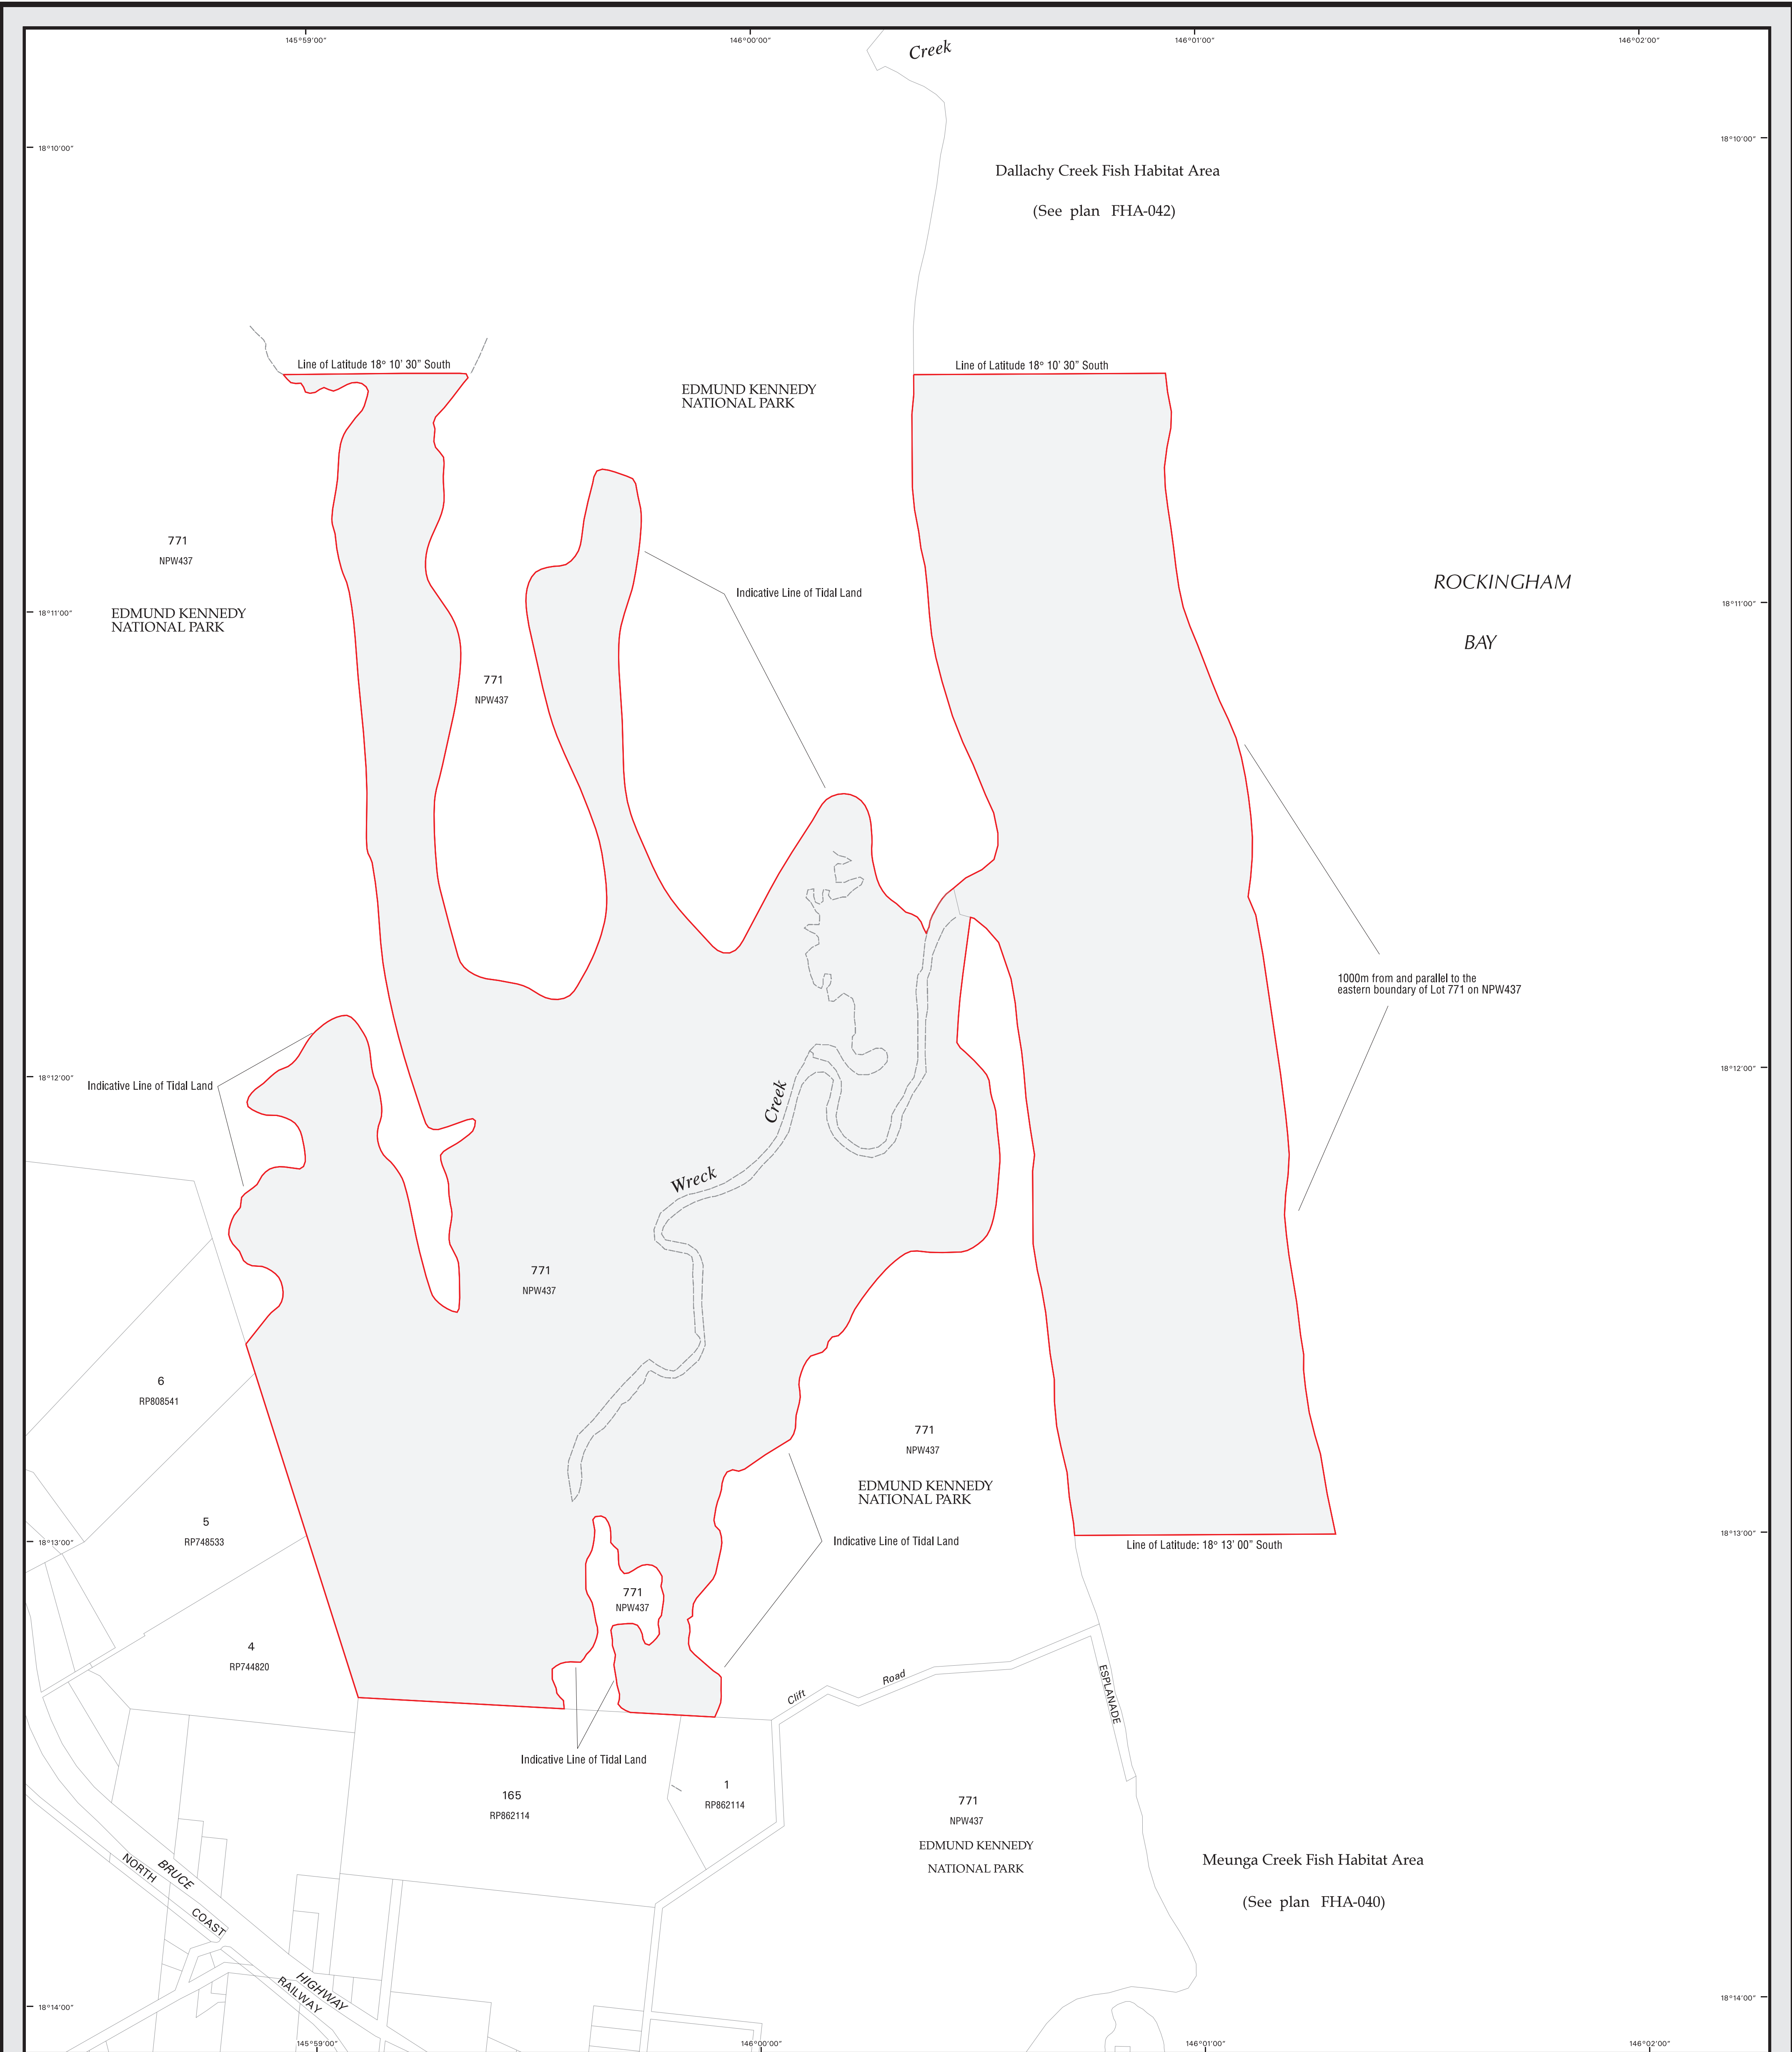 145°59'00"
146°00'00"
146°01'00"
146°02'00"
Creek
18°10'00"
18°10'00"
Dallachy Creek Fish Habitat Area
(See plan FHA-042)
Line of Latitude 18° 10' 30" South
Line of Latitude 18° 10' 30" South
EDMUND KENNEDY
NATIONAL PARK
771
NPW437
ROCKINGHAM
BAY
Indicative Line of Tidal Land
18°11'00"
18°11'00"
EDMUND KENNEDY
NATIONAL PARK
771
NPW437
1000m from and parallel to the
eastern boundary of Lot 771 on NPW437
18°12'00"
18°12'00"
Indicative Line of Tidal Land
Creek
Wreck
771
NPW437
6
RP808541
771
NPW437
EDMUND KENNEDY
NATIONAL PARK
5
RP748533
18°13'00"
18°13'00"
Indicative Line of Tidal Land
Line of Latitude: 18° 13' 00" South
771
NPW437
4
RP744820
Clift
Road
ESPLANADE
Indicative Line of Tidal Land
165
RP862114
1
RP862114
771
NPW437
EDMUND KENNEDY
NATIONAL PARK
Meunga Creek Fish Habitat Area
(See plan FHA-040)
BRUCE
NORTH
COAST
HIGHWAY
RAILWAY
18°14'00"
18°14'00"
145°59'00"
146°00'00"
146°01'00"
146°02'00"